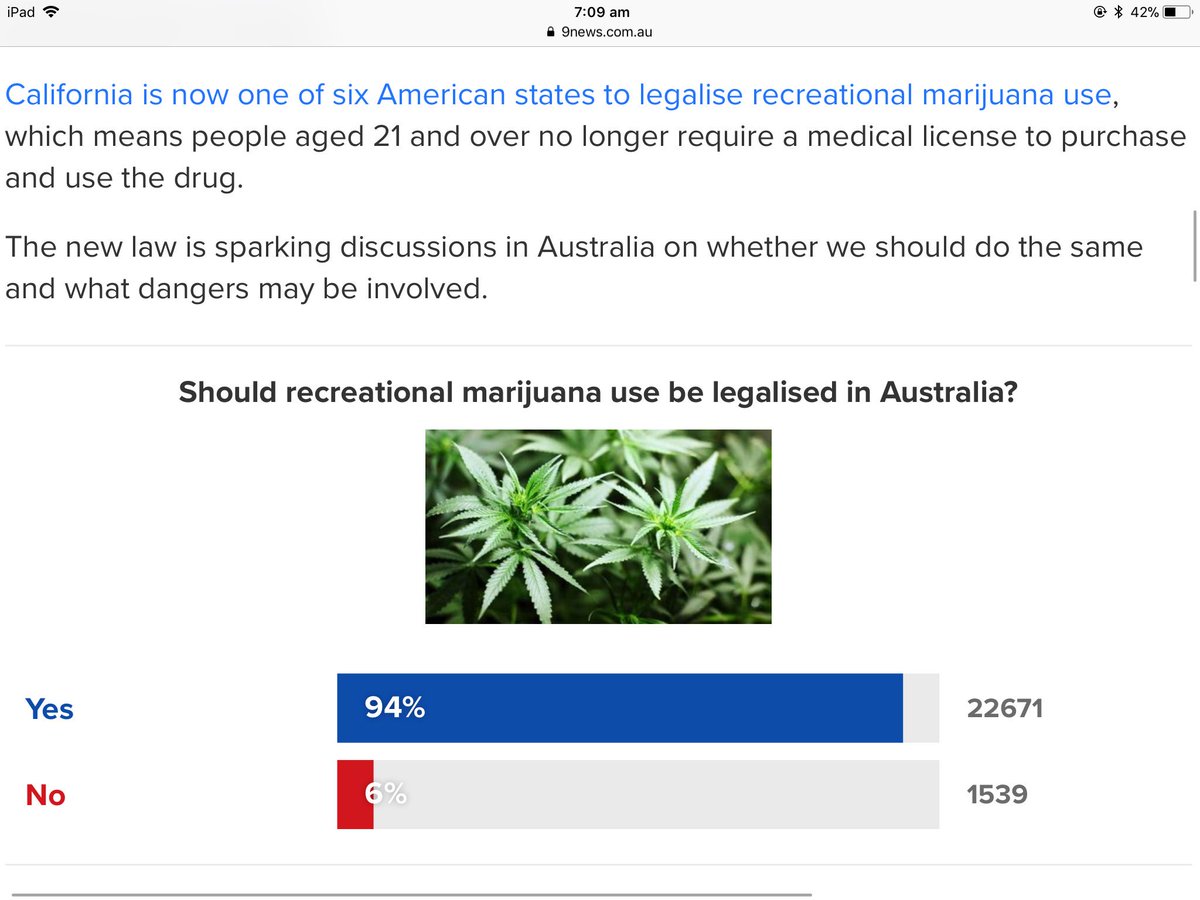 iPad 7:09 am 42%
9news.com.au
California is now one of six American states to legalise recreational marijuana use,
which means people aged 21 and over no longer require a medical license to purchase
and use the drug.
The new law is sparking discussions in Australia on whether we should do the same
and what dangers may be involved.
Should recreational marijuana use be legalised in Australia?
Yes 94% 22671
No 6% 1539